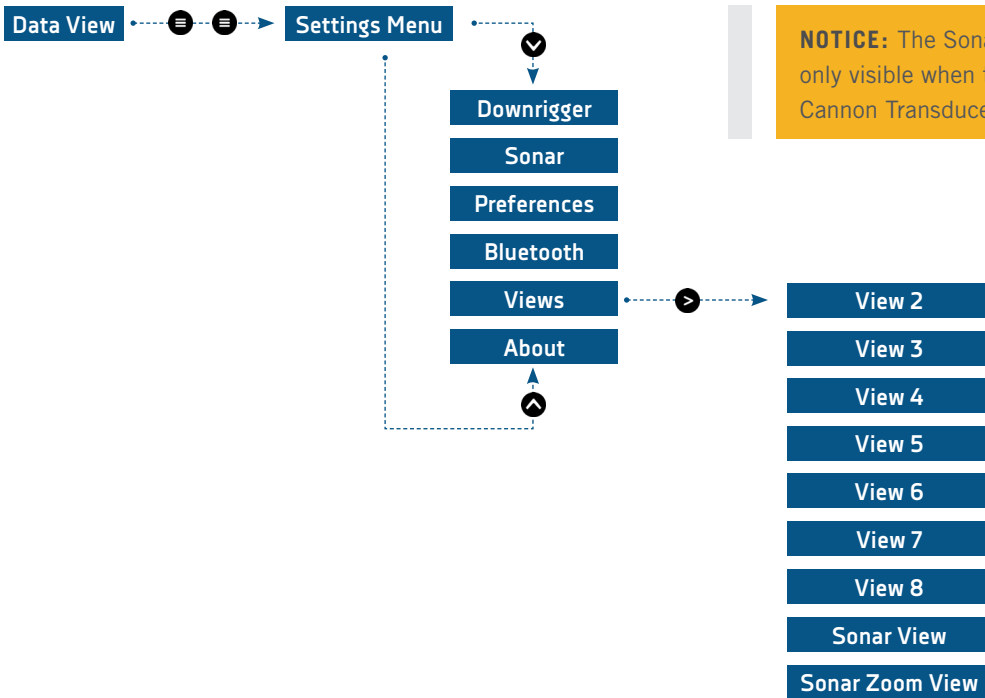 Data View
Settings Menu
NOTICE: The Sona
only visible when
Cannon Transduce
Downrigger
Sonar
Preferences
Bluetooth
Views
About
View 2
View 3
View 4
View 5
View 6
View 7
View 8
Sonar View
Sonar Zoom View